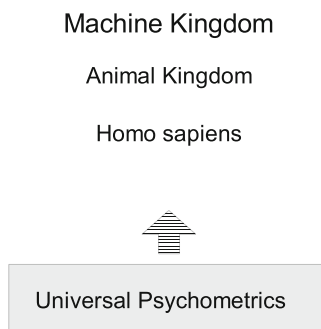 Machine Kingdom
Animal Kingdom
Homo sapiens
Universal Psychometrics